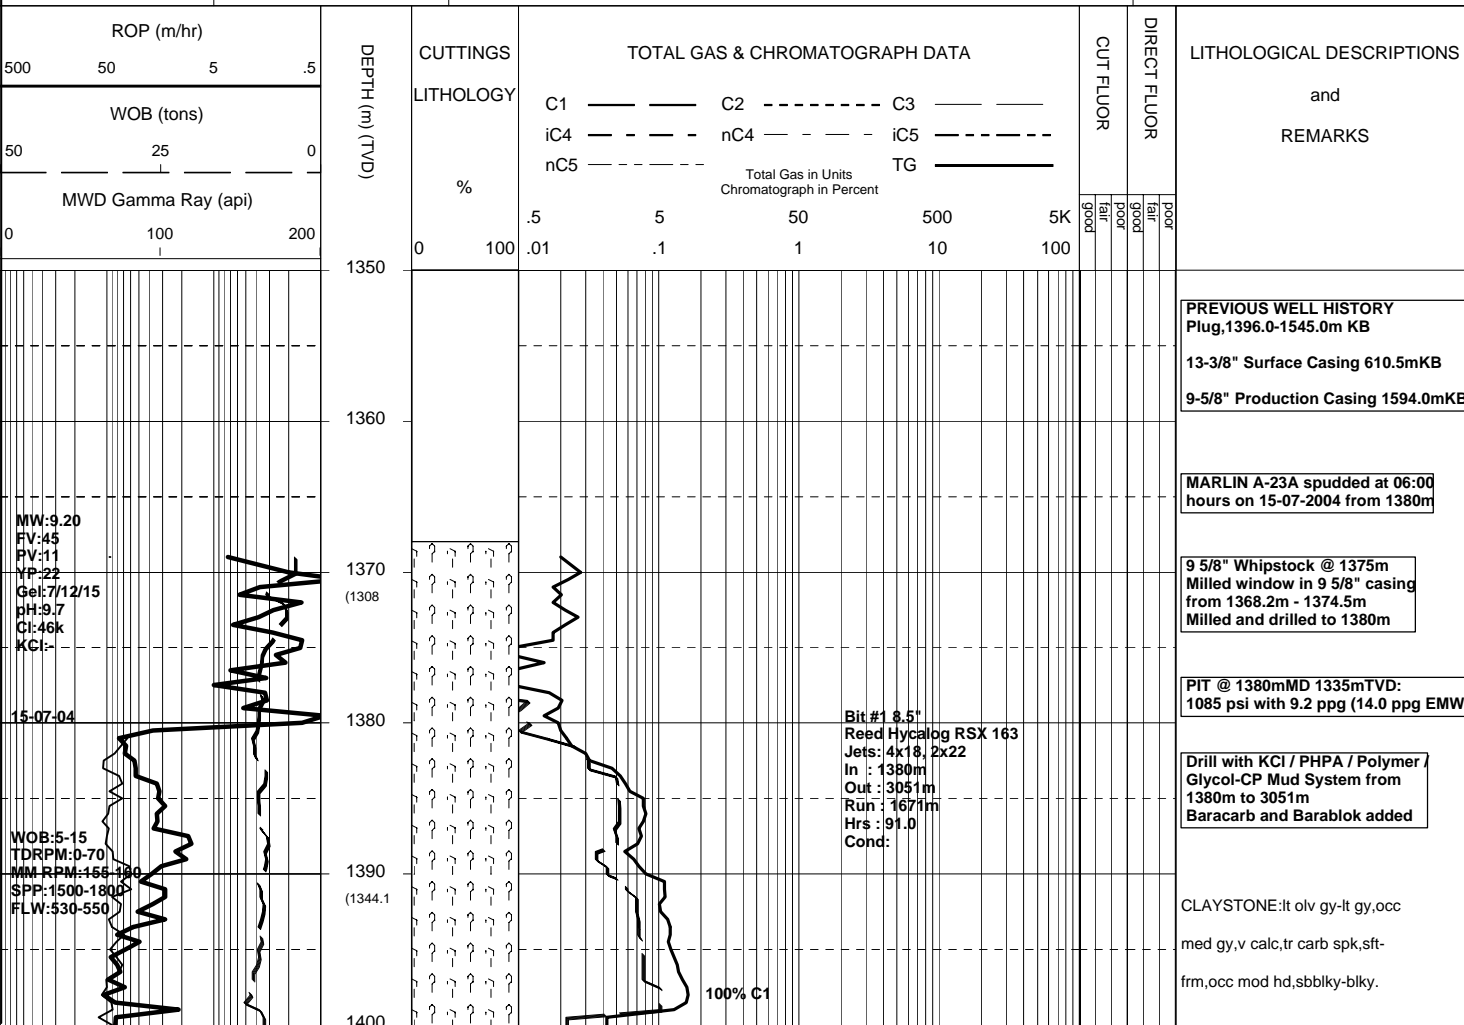 ROP (m/hr)
500 50 5 .5
WOB (tons)
50 25 0
MWD Gamma Ray (api)
0 100 200
DEPTH (m) (TVD)
CUTTINGS
LITHOLOGY
%
0 100
TOTAL GAS & CHROMATOGRAPH DATA
C1 C2 C3
iC4 nC4 iC5
nC5 TG
Total Gas in Units
Chromatograph in Percent
.5 5 50 500 5K
.01 .1 1 10 100
CUT FLUOR
DIRECT FLUOR
good fair poor good fair poor
LITHOLOGICAL DESCRIPTIONS
and
REMARKS
1350
PREVIOUS WELL HISTORY
Plug,1396.0-1545.0m KB
13-3/8" Surface Casing 610.5mKB
9-5/8" Production Casing 1594.0mKB
1360
MARLIN A-23A spudded at 06:00
hours on 15-07-2004 from 1380m
MW:9.20
FV:45
PV:11
YP:22
Gel:7/12/15
pH:9.7
Cl:46k
KCl:-
1370
(1308
9 5/8" Whipstock @ 1375m
Milled window in 9 5/8" casing
from 1368.2m - 1374.5m
Milled and drilled to 1380m
PIT @ 1380mMD 1335mTVD:
1085 psi with 9.2 ppg (14.0 ppg EMW
15-07-04
1380
Bit #1 8.5"
Reed Hycalog RSX 163
Jets: 4x18, 2x22
In : 1380m
Out : 3051m
Run : 1671m
Hrs : 91.0
Cond:
Drill with KCl / PHPA / Polymer /
Glycol-CP Mud System from
1380m to 3051m
Baracarb and Barablok added
WOB:5-15
TDRPM:0-70
MM RPM:155-160
SPP:1500-1800
FLW:530-550
1390
(1344.1
CLAYSTONE:lt olv gy-lt gy,occ
med gy,v calc,tr carb spk,sft-
frm,occ mod hd,sbblky-blky.
100% C1
1400